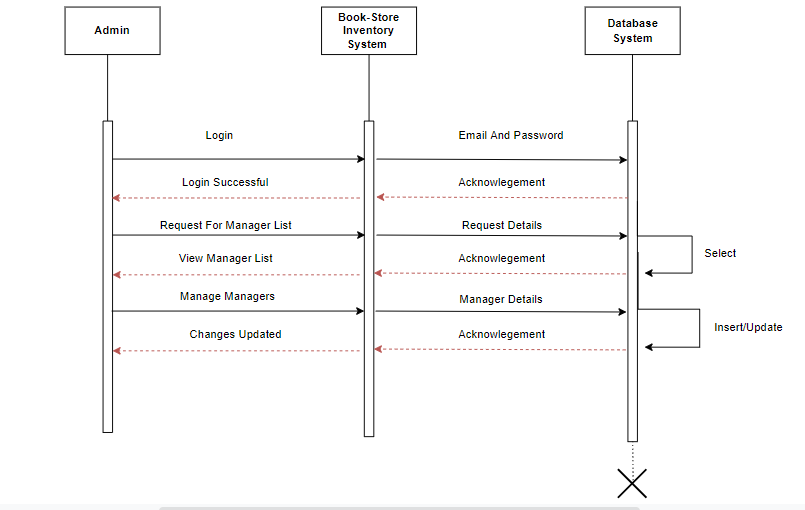 Admin
Book-Store
Inventory
System
Database
System
Login
Email And Password
Login Successful
Acknowlegement
Request For Manager List
Request Details
Select
View Manager List
Acknowlegement
Manage Managers
Manager Details
Insert/Update
Changes Updated
Acknowlegement